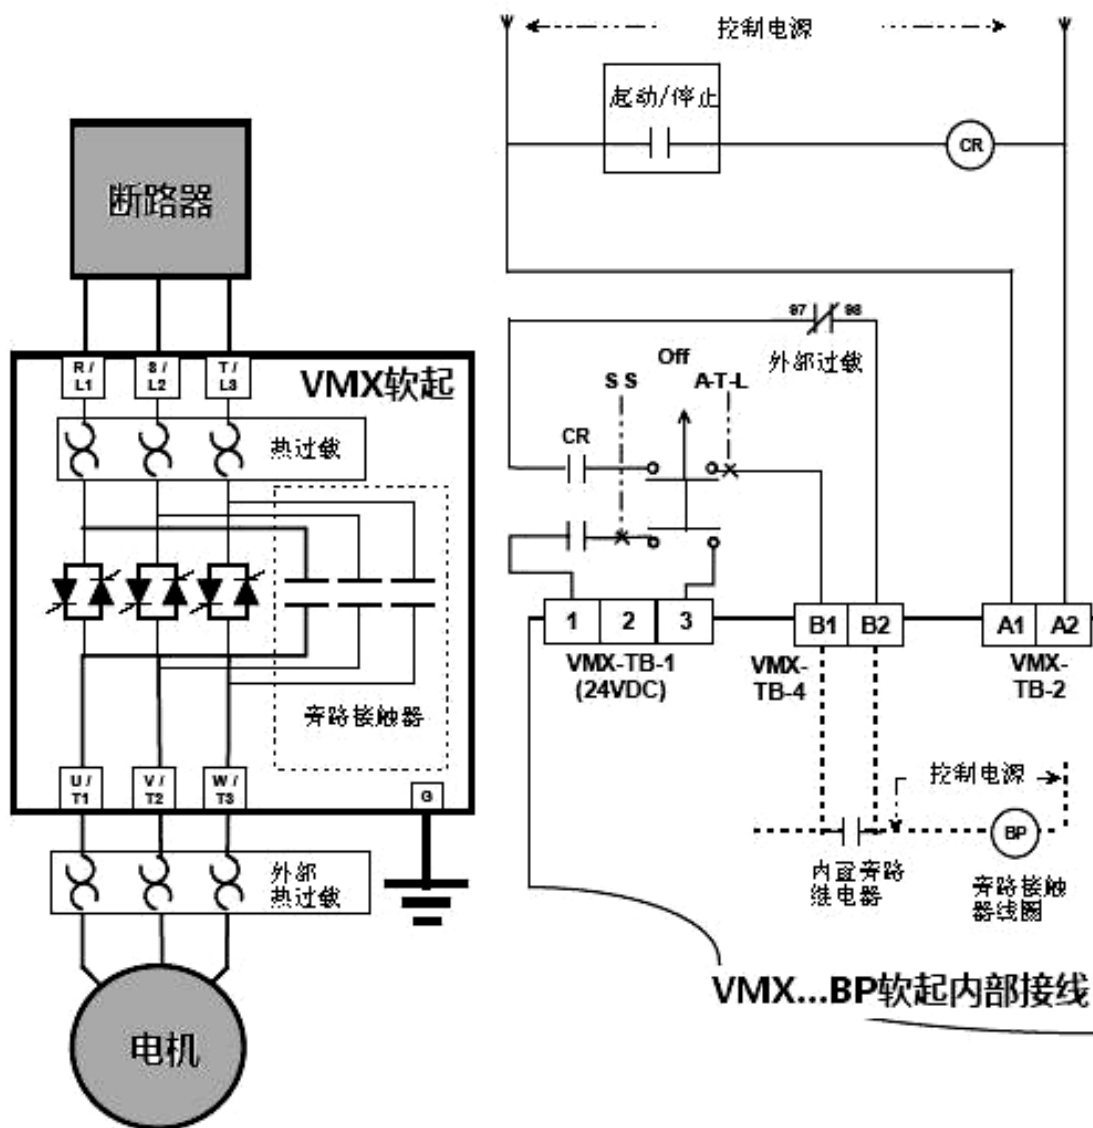 控制电源
起动/停止
CR
断路器
97
98
外部过载
Off
S S
A-T-L
R /
L1
S /
L2
T /
L3
VMX软起
热过载
CR
1
2
3
B1
B2
A1
A2
VMX-TB-1
(24VDC)
VMX-
TB-4
VMX-
TB-2
旁路接触器
U /
T1
V /
T2
W /
T3
G
控制电源
BP
内置旁路
继电器
旁路接触
器线圈
外部
热过载
VMX...BP软起内部接线
电机